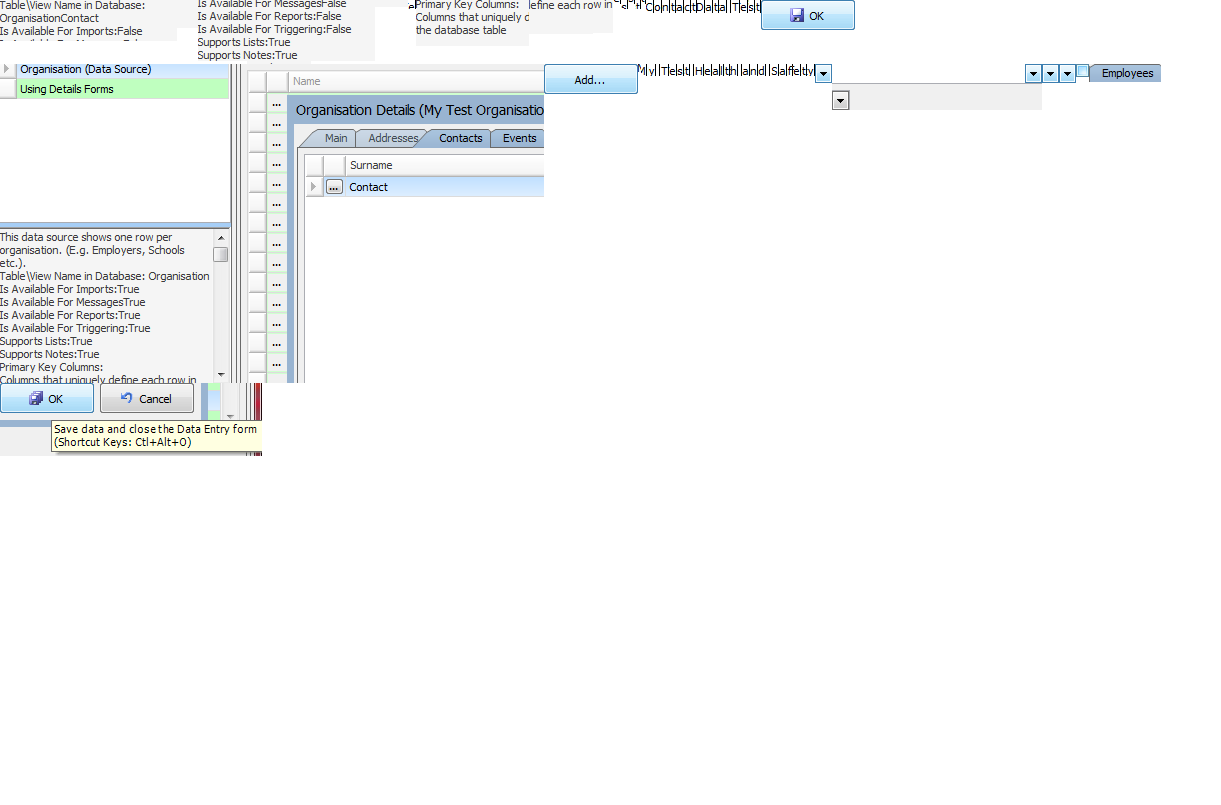 Table\View Name in Database:
OrganisationContact
Is Available For Imports:False
Is Available For MessagesFalse
Is Available For Reports:False
Is Available For Triggering:False
Supports Lists:True
Supports Notes:True
Primary Key Columns:
Columns that uniquely d
the database table
efine each row in
ContactData Test
OK
Organisation (Data Source)
Using Details Forms
Name
Add...
My Test Health and Safety
Employees
Organisation Details (My Test Organisatio
Main
Addresses
Contacts
Events
Surname
... Contact
This data source shows one row per
organisation. (E.g. Employers, Schools
etc.).
Table\View Name in Database: Organisation
Is Available For Imports:True
Is Available For MessagesTrue
Is Available For Reports:True
Is Available For Triggering:True
Supports Lists:True
Supports Notes:True
Primary Key Columns:
Columns that uniquely define each row in
OK
Cancel
Save data and close the Data Entry form
(Shortcut Keys: Ctl+Alt+O)